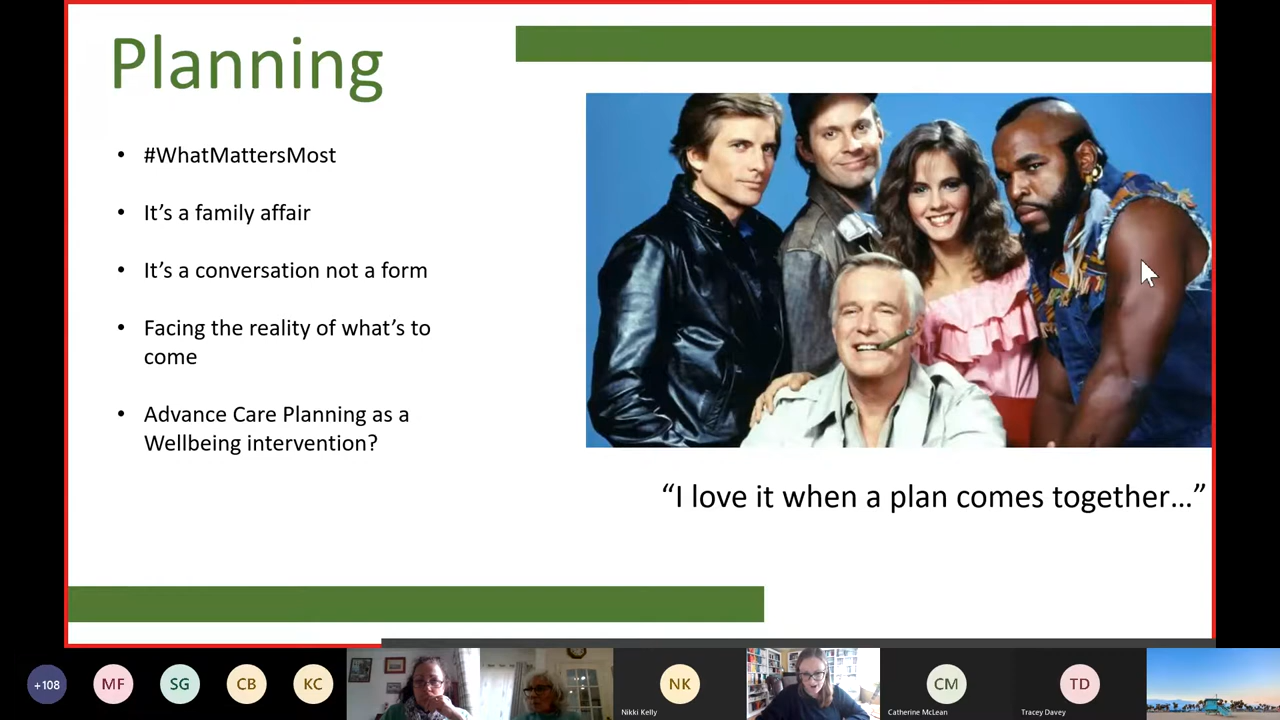 Planning
#WhatMattersMost
It's a family affair
It's a conversation not a form
Facing the reality of what's to
come
Advance Care Planning as a
Wellbeing intervention?
“I love it when a plan comes together…”
+108
MF
SG
CB
KC
NK
Nikki Kelly
CM
Catherine McLean
TD
Tracey Davey